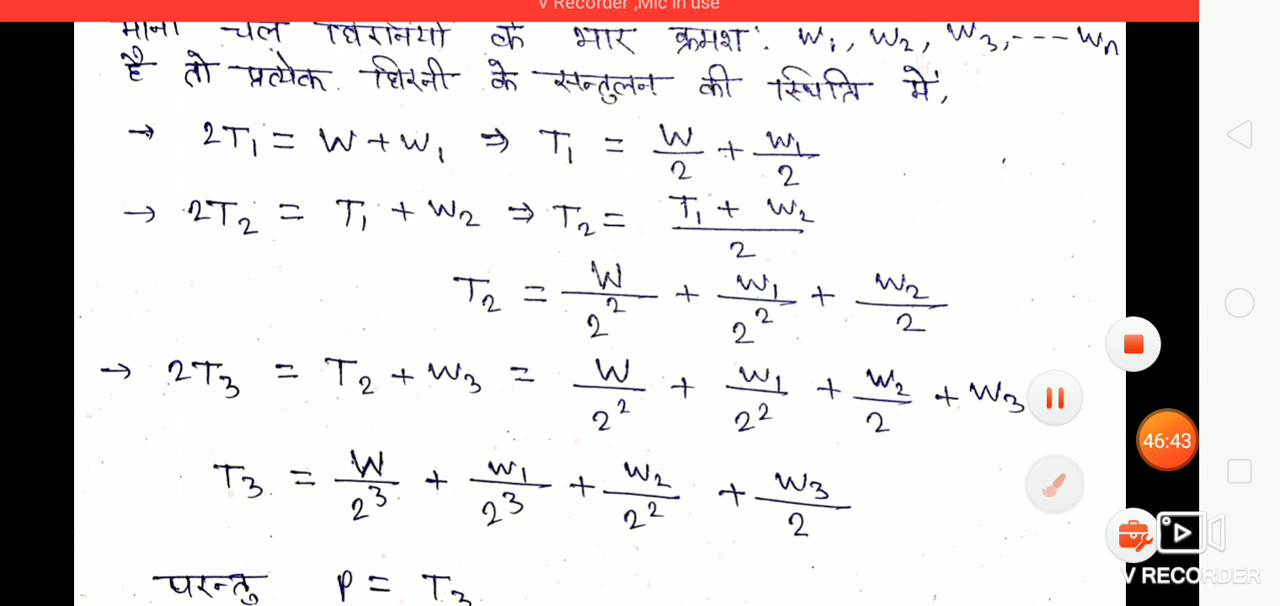 V Recorder ,Mic in use
माना चल घिरनियों के भार क्रमश: w₁, w₂, w₃,---wn
है तो प्रत्येक घिरनी के सन्तुलन की स्थिति में,
→ 2T₁ = W + w₁ ⇒ T₁ = W/2 + w₁/2
→ 2T₂ = T₁ + w₂ ⇒ T₂ = (T₁ + w₂)/2
T₂ = W/2² + w₁/2² + w₂/2
→ 2T₃ = T₂ + w₃ = W/2² + w₁/2² + w₂/2 + w₃
T₃ = W/2³ + w₁/2³ + w₂/2² + w₃/2
परन्तु P = T₃
46:43
V RECORDER